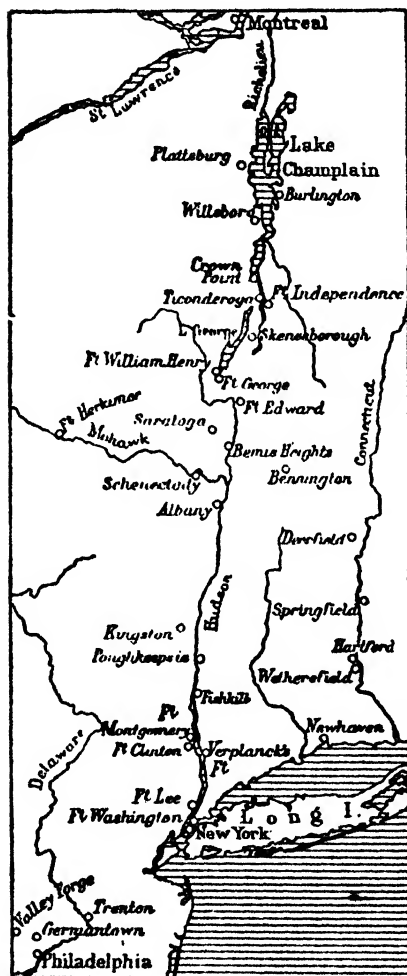 Montreal
St Lawrence
Richelieu
Lake
Champlain
Plattsburg
Burlington
Willsboro
Crown
Point
Ticonderoga
Ft Independence
L. George
Skenesborough
Ft William Henry
Ft George
Ft Edward
Ft Herkimer
Mohawk
Saratoga
Connecticut
Bemis Heights
Schenectady
Bennington
Albany
Deerfield
Hudson
Springfield
Kingston
Poughkeepsie
Hartford
Wethersfield
Fishkill
Ft
Montgomery
Ft Clinton
Newhaven
Verplanck's
Pt
Delaware
Ft Lee
Ft Washington
Long I.
New York
Valley Forge
Trenton
Germantown
Philadelphia